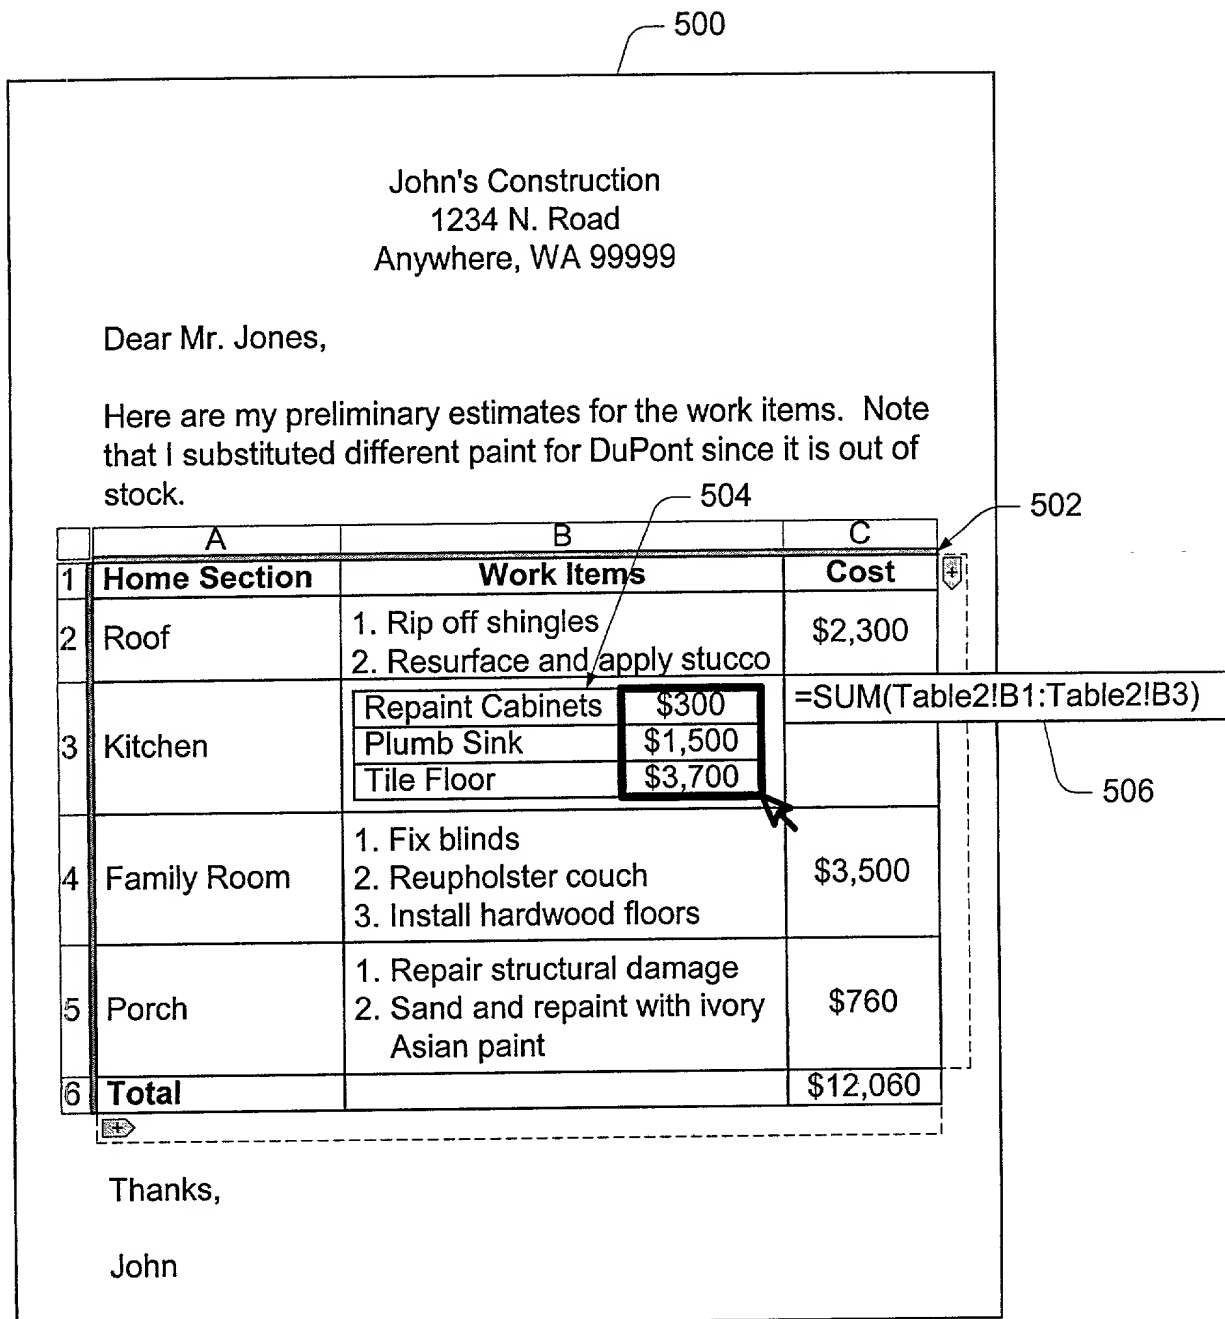 500
John's Construction
1234 N. Road
Anywhere, WA 99999
Dear Mr. Jones,
Here are my preliminary estimates for the work items.  Note
that I substituted different paint for DuPont since it is out of
stock.
504
502
A B C
1 Home Section Work Items Cost
2 Roof
1. Rip off shingles
2. Resurface and apply stucco
$2,300
3 Kitchen
Repaint Cabinets $300
Plumb Sink $1,500
Tile Floor $3,700
=SUM(Table2!B1:Table2!B3)
506
4 Family Room
1. Fix blinds
2. Reupholster couch
3. Install hardwood floors
$3,500
5 Porch
1. Repair structural damage
2. Sand and repaint with ivory
Asian paint
$760
6 Total $12,060
Thanks,
John